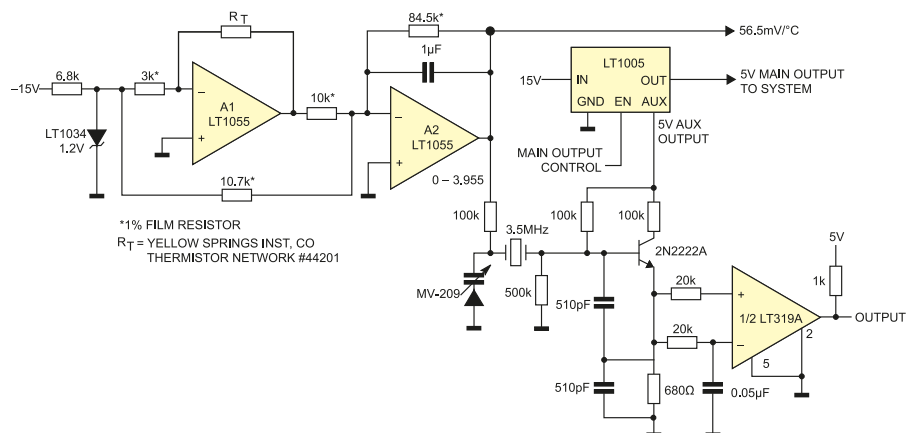 R T
84.5k*
56.5mV/°C
1µF
LT1005
6.8k
3k*
–15V
–
A1
LT1055
+
10k*
15V
IN
OUT
GND
EN
AUX
5V MAIN OUTPUT
TO SYSTEM
LT1034
1.2V
–
A2
LT1055
+
5V AUX
OUTPUT
MAIN OUTPUT
CONTROL
10.7k*
0 – 3.955
*1% FILM RESISTOR
R T = YELLOW SPRINGS INST, CO
THERMISTOR NETWORK #44201
100k
100k
100k
3.5MHz
2N2222A
5V
MV-209
500k
20k
1k
510pF
+
1/2 LT319A
–
OUTPUT
2
5
20k
510pF
680Ω
0.05µF